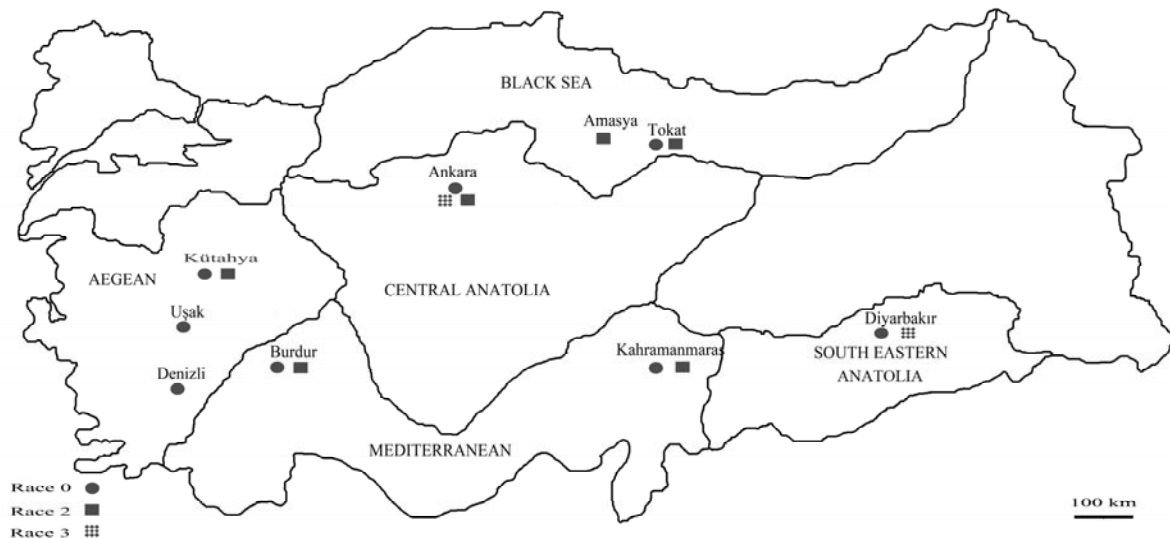 BLACK SEA
Amasya
Tokat
Ankara
Kütahya
AEGEAN
CENTRAL ANATOLIA
Uşak
Diyarbakır
Burdur
Kahramanmaras
SOUTH EASTERN
ANATOLIA
Denizli
MEDITERRANEAN
Race 0
Race 2
Race 3
100 km